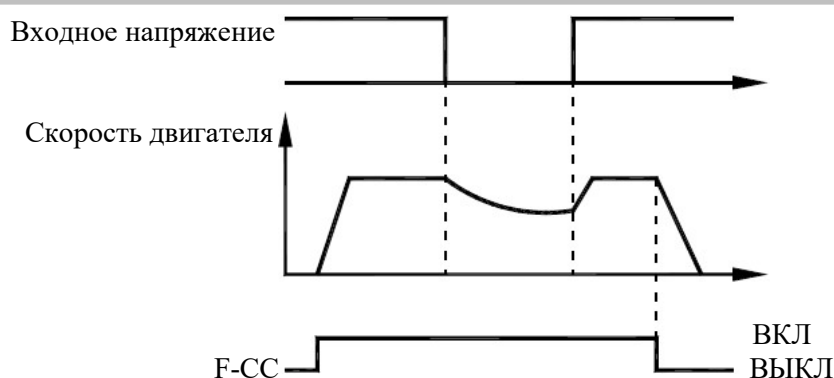 Входное напряжение
Скорость двигателя
ВКЛ
F-CC
ВЫКЛ